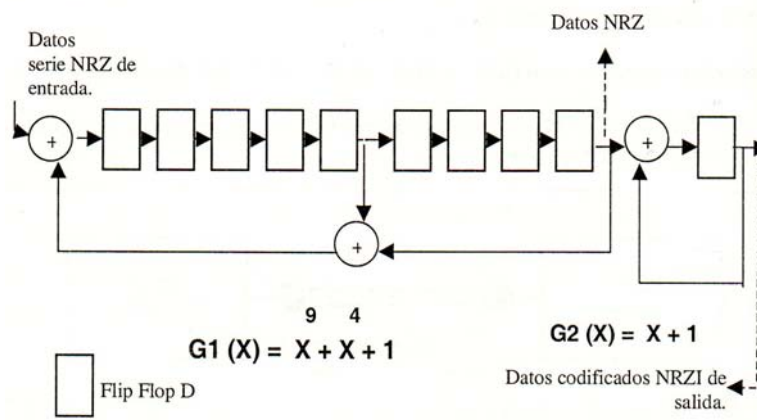 Datos
serie NRZ de
entrada.
Datos NRZ
+
+
+
9 4
G1 (X) = X + X + 1
G2 (X) = X + 1
Flip Flop D
Datos codificados NRZI de
salida.